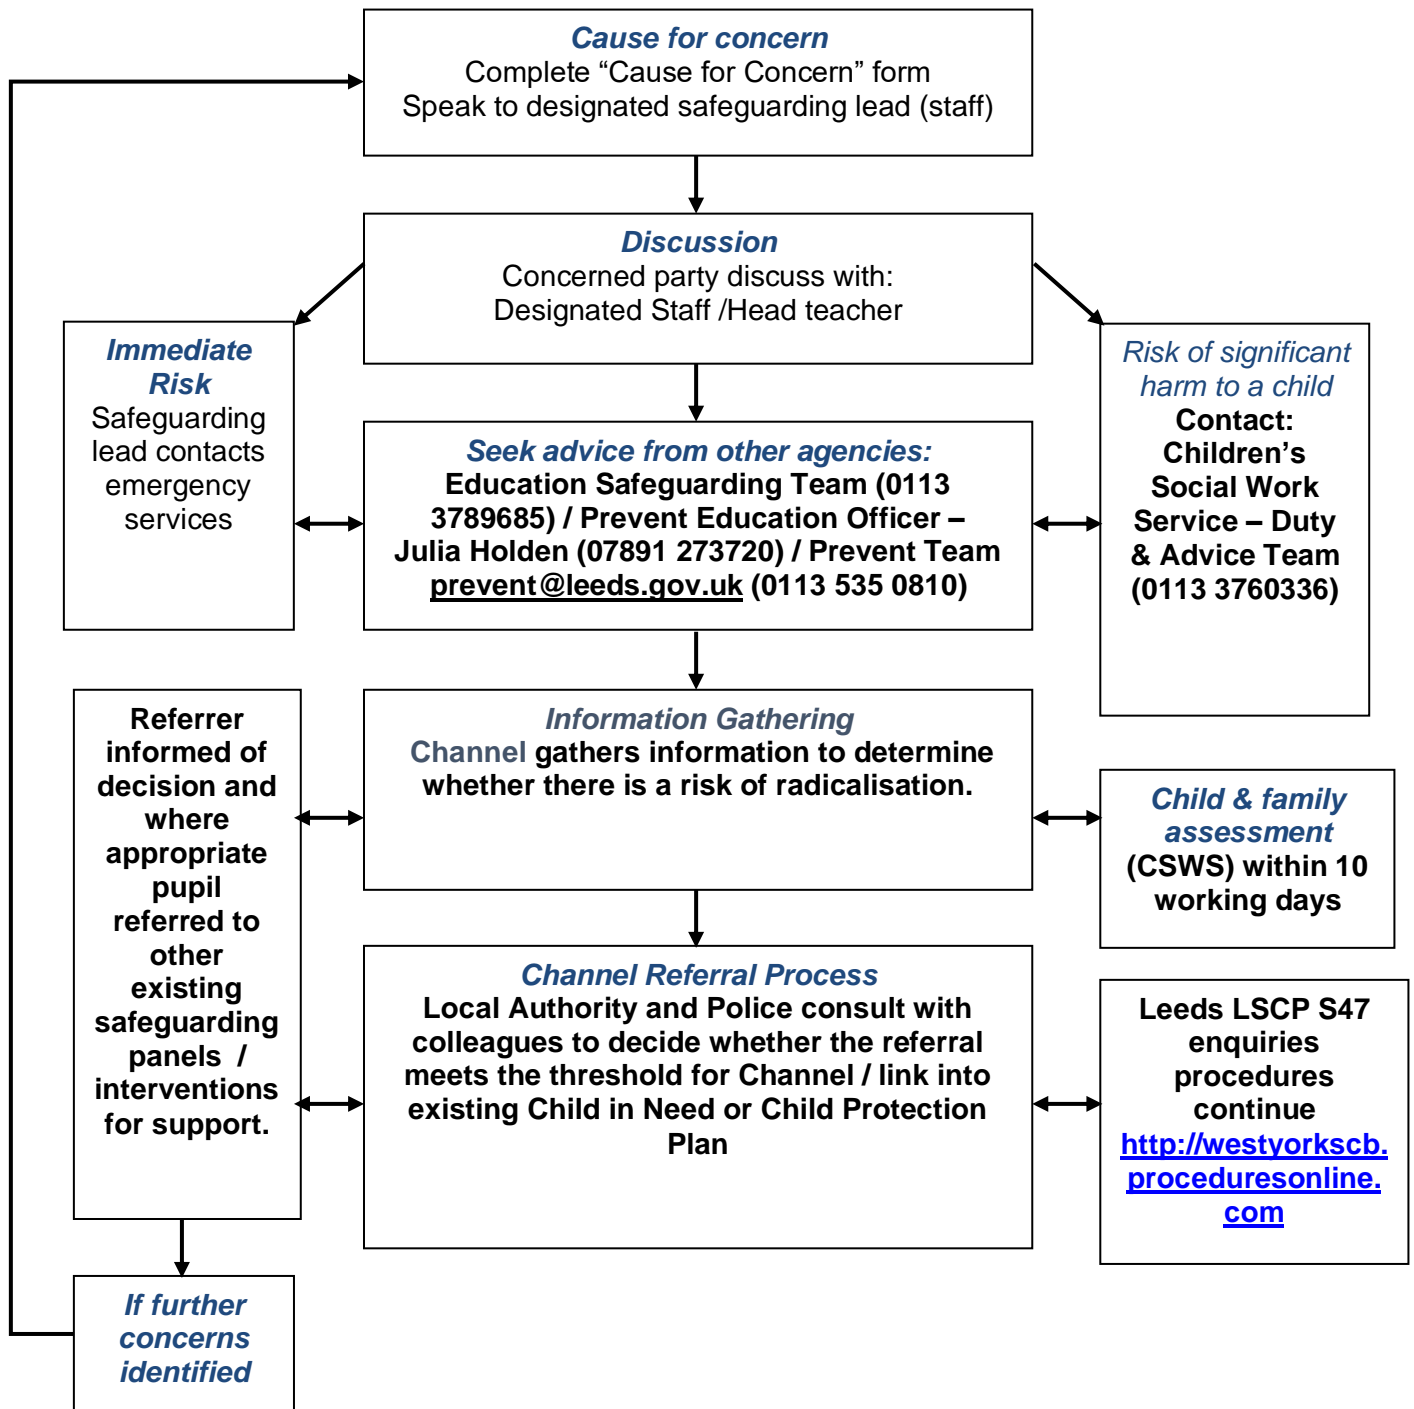 Cause for concern
Complete “Cause for Concern” form
Speak to designated safeguarding lead (staff)
Discussion
Concerned party discuss with:
Designated Staff /Head teacher
Immediate
Risk
Safeguarding
lead contacts
emergency
services
Seek advice from other agencies:
Education Safeguarding Team (0113
3789685) / Prevent Education Officer –
Julia Holden (07891 273720) / Prevent Team
prevent@leeds.gov.uk (0113 535 0810)
Risk of significant
harm to a child
Contact:
Children’s
Social Work
Service – Duty
& Advice Team
(0113 3760336)
Referrer
informed of
decision and
where
appropriate
pupil
referred to
other
existing
safeguarding
panels /
interventions
for support.
Information Gathering
Channel gathers information to determine
whether there is a risk of radicalisation.
Child & family
assessment
(CSWS) within 10
working days
Channel Referral Process
Local Authority and Police consult with
colleagues to decide whether the referral
meets the threshold for Channel / link into
existing Child in Need or Child Protection
Plan
Leeds LSCP S47
enquiries
procedures
continue
http://westyorkscb.
proceduresonline.
com
If further
concerns
identified